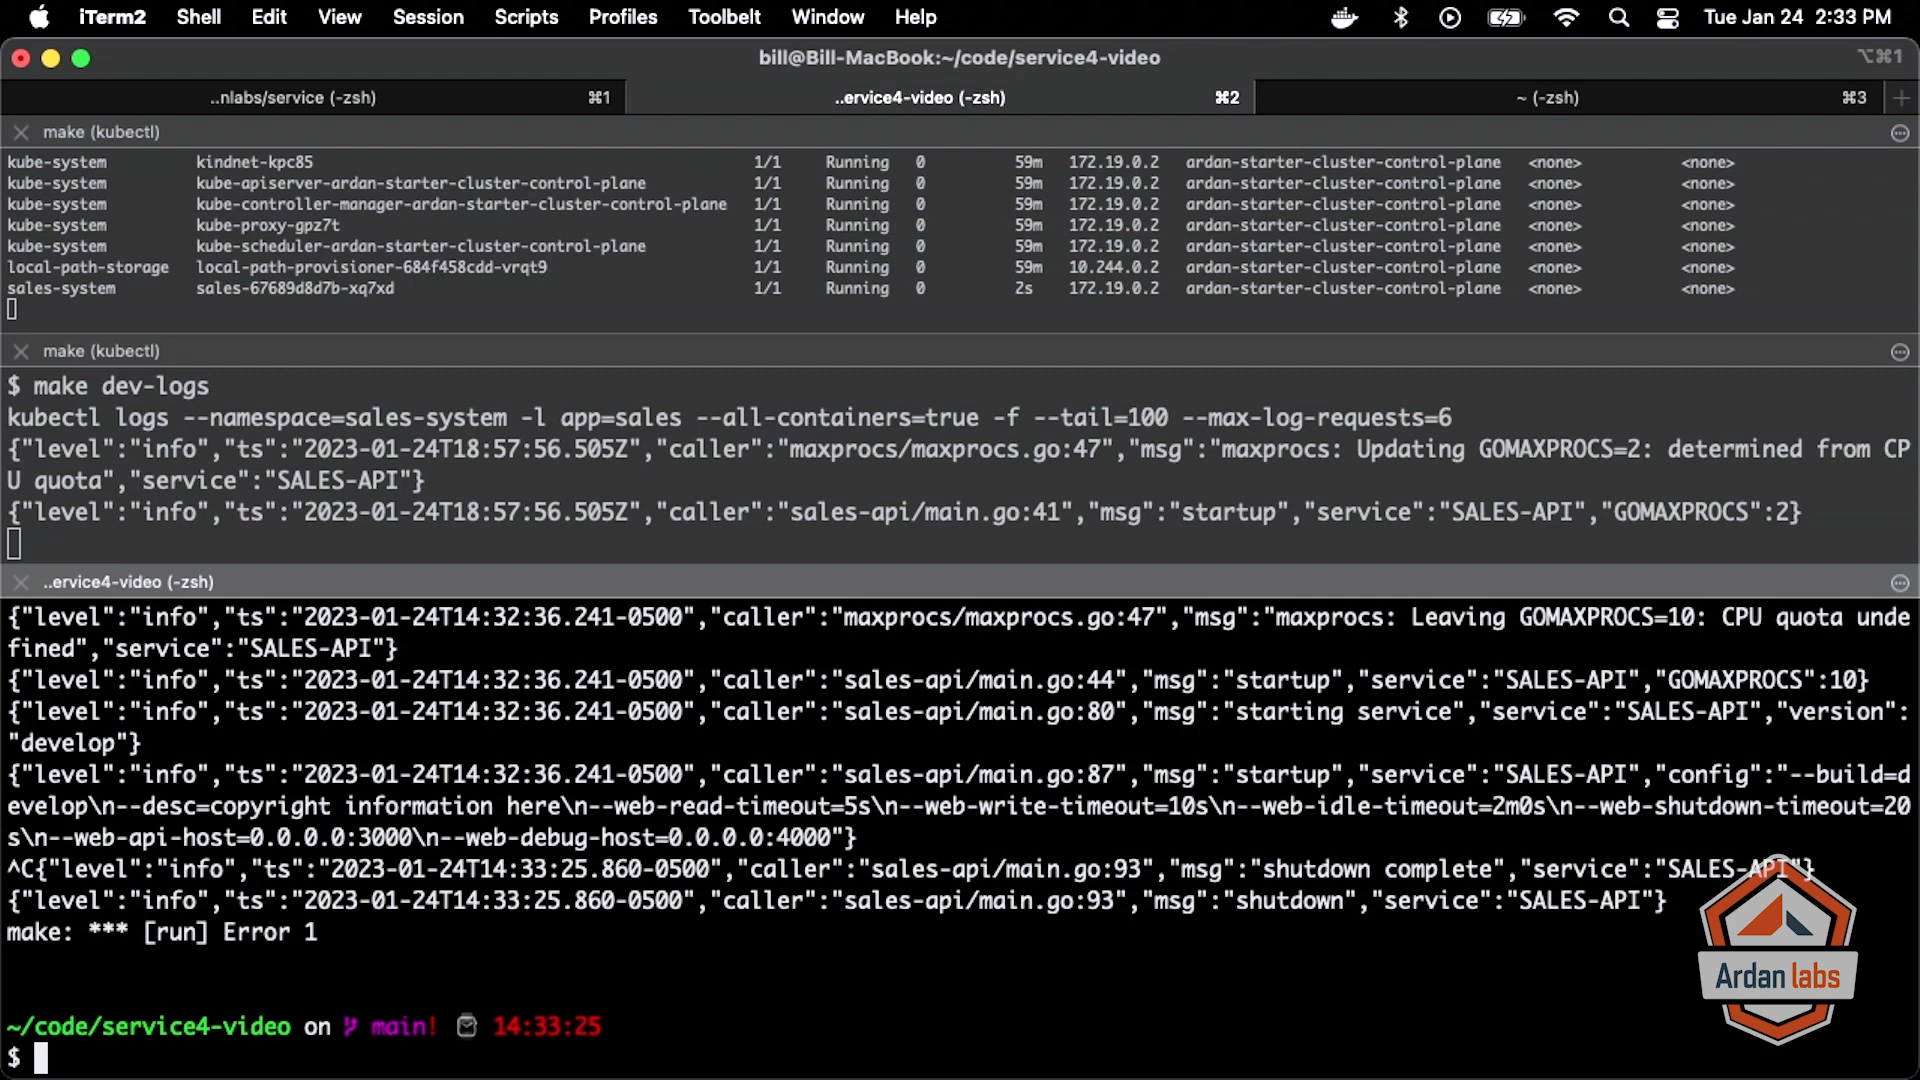 iTerm2 Shell Edit View Session Scripts Profiles Toolbelt Window Help Tue Jan 24 2:33 PM
bill@Bill-MacBook:~/code/service4-video ⌥⌘1
..nlabs/service (-zsh) ⌘1 ..ervice4-video (-zsh) ⌘2 ~ (-zsh) ⌘3
make (kubectl)
kube-system kindnet-kpc85 1/1 Running 0 59m 172.19.0.2 ardan-starter-cluster-control-plane <none> <none>
kube-system kube-apiserver-ardan-starter-cluster-control-plane 1/1 Running 0 59m 172.19.0.2 ardan-starter-cluster-control-plane <none> <none>
kube-system kube-controller-manager-ardan-starter-cluster-control-plane 1/1 Running 0 59m 172.19.0.2 ardan-starter-cluster-control-plane <none> <none>
kube-system kube-proxy-gpz7t 1/1 Running 0 59m 172.19.0.2 ardan-starter-cluster-control-plane <none> <none>
kube-system kube-scheduler-ardan-starter-cluster-control-plane 1/1 Running 0 59m 172.19.0.2 ardan-starter-cluster-control-plane <none> <none>
local-path-storage local-path-provisioner-684f458cdd-vrqt9 1/1 Running 0 59m 10.244.0.2 ardan-starter-cluster-control-plane <none> <none>
sales-system sales-67689d8d7b-xq7xd 1/1 Running 0 2s 172.19.0.2 ardan-starter-cluster-control-plane <none> <none>
make (kubectl)
$ make dev-logs
kubectl logs --namespace=sales-system -l app=sales --all-containers=true -f --tail=100 --max-log-requests=6
{"level":"info","ts":"2023-01-24T18:57:56.505Z","caller":"maxprocs/maxprocs.go:47","msg":"maxprocs: Updating GOMAXPROCS=2: determined from CP
U quota","service":"SALES-API"}
{"level":"info","ts":"2023-01-24T18:57:56.505Z","caller":"sales-api/main.go:41","msg":"startup","service":"SALES-API","GOMAXPROCS":2}
..ervice4-video (-zsh)
{"level":"info","ts":"2023-01-24T14:32:36.241-0500","caller":"maxprocs/maxprocs.go:47","msg":"maxprocs: Leaving GOMAXPROCS=10: CPU quota unde
fined","service":"SALES-API"}
{"level":"info","ts":"2023-01-24T14:32:36.241-0500","caller":"sales-api/main.go:44","msg":"startup","service":"SALES-API","GOMAXPROCS":10}
{"level":"info","ts":"2023-01-24T14:32:36.241-0500","caller":"sales-api/main.go:80","msg":"starting service","service":"SALES-API","version":
"develop"}
{"level":"info","ts":"2023-01-24T14:32:36.241-0500","caller":"sales-api/main.go:87","msg":"startup","service":"SALES-API","config":"--build=d
evelop\n--desc=copyright information here\n--web-read-timeout=5s\n--web-write-timeout=10s\n--web-idle-timeout=2m0s\n--web-shutdown-timeout=20
s\n--web-api-host=0.0.0.0:3000\n--web-debug-host=0.0.0.0:4000"}
^C{"level":"info","ts":"2023-01-24T14:33:25.860-0500","caller":"sales-api/main.go:93","msg":"shutdown complete","service":"SALES-API"}
{"level":"info","ts":"2023-01-24T14:33:25.860-0500","caller":"sales-api/main.go:93","msg":"shutdown","service":"SALES-API"}
make: *** [run] Error 1
Ardan labs
~/code/service4-video on main! 14:33:25
$